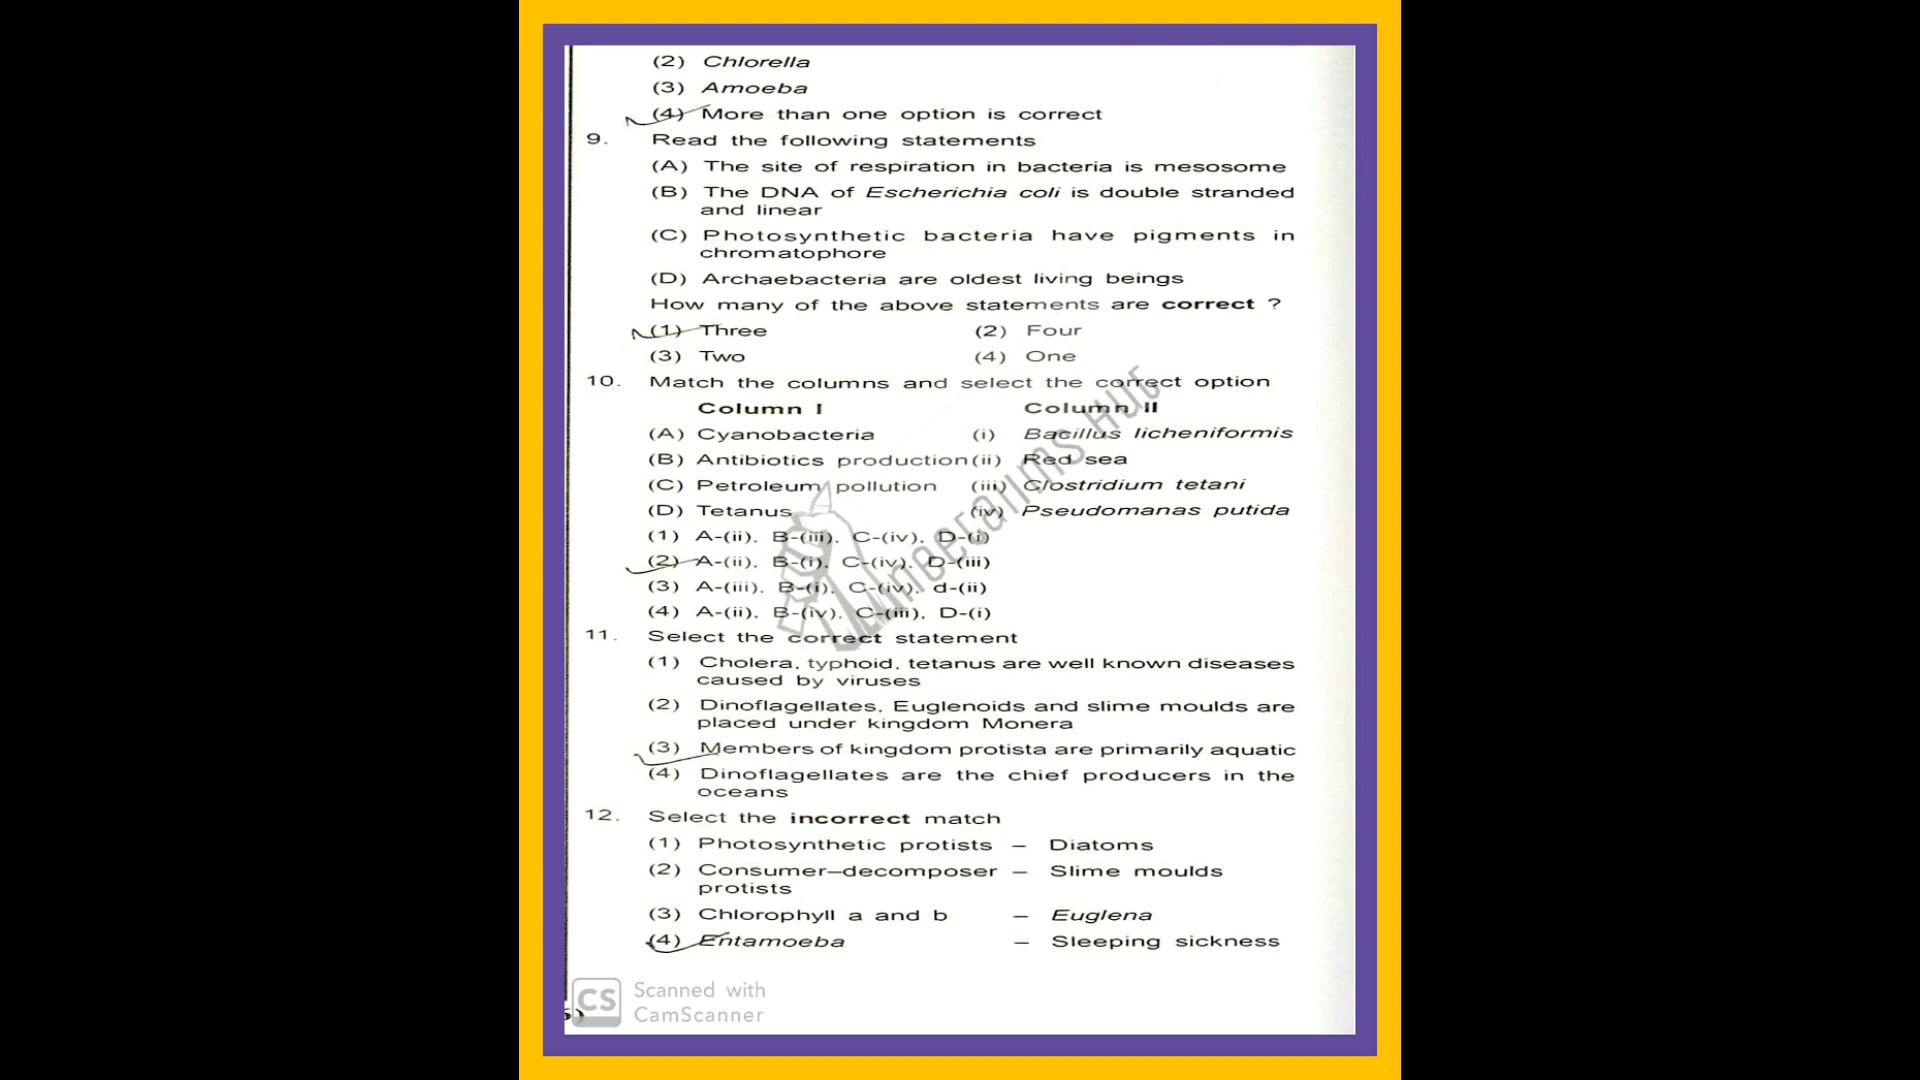 (2) Chlorella
(3) Amoeba
(4) More than one option is correct
9. Read the following statements
(A) The site of respiration in bacteria is mesosome
(B) The DNA of Escherichia coli is double stranded
and linear
(C) Photosynthetic bacteria have pigments in
chromatophore
(D) Archaebacteria are oldest living beings
How many of the above statements are correct ?
(1) Three (2) Four
(3) Two (4) One
10. Match the columns and select the correct option
Column I Column II
(A) Cyanobacteria (i) Bacillus licheniformis
(B) Antibiotics production (ii) Red sea
(C) Petroleum pollution (iii) Clostridium tetani
(D) Tetanus (iv) Pseudomanas putida
(1) A-(ii), B-(iii), C-(iv), D-(i)
(2) A-(ii), B-(i), C-(iv), D-(iii)
(3) A-(iii), B-(i), C-(iv), d-(ii)
(4) A-(ii), B-(iv), C-(iii), D-(i)
11. Select the correct statement
(1) Cholera, typhoid, tetanus are well known diseases
caused by viruses
(2) Dinoflagellates, Euglenoids and slime moulds are
placed under kingdom Monera
(3) Members of kingdom protista are primarily aquatic
(4) Dinoflagellates are the chief producers in the
oceans
12. Select the incorrect match
(1) Photosynthetic protists – Diatoms
(2) Consumer–decomposer – Slime moulds
protists
(3) Chlorophyll a and b – Euglena
(4) Entamoeba – Sleeping sickness
CS Scanned with
CamScanner